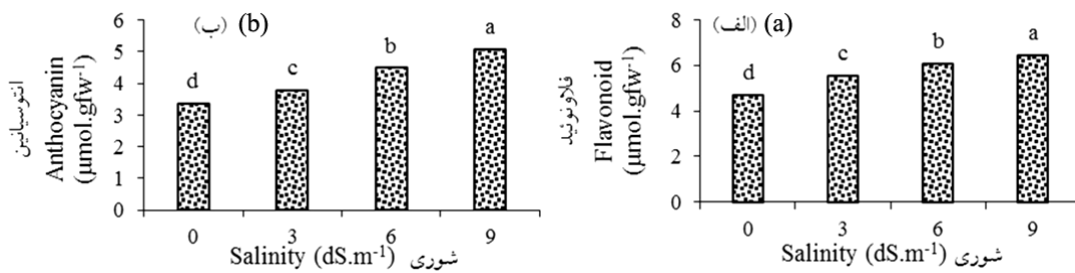 (ب) (b)
انتوسیانین
Anthocyanin
(µmol.gfw⁻¹)
6
5
4
3
2
1
0
d
c
b
a
0 3 6 9
Salinity (dS.m⁻¹) شوری
(الف) (a)
فلاونوئید
Flavonoid
(µmol.gfw⁻¹)
8
6
4
2
0
d
c
b
a
0 3 6 9
Salinity (dS.m⁻¹) شوری